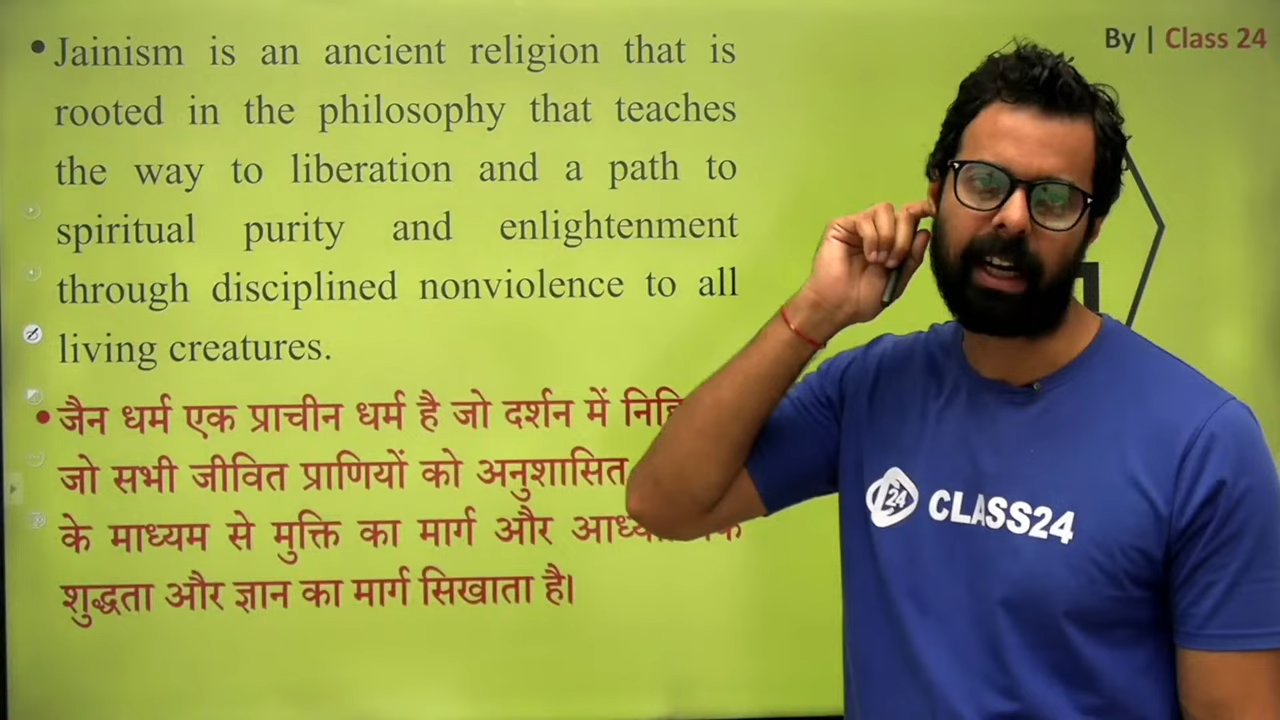 By | Class 24
• Jainism is an ancient religion that is
rooted in the philosophy that teaches
the way to liberation and a path to
spiritual purity and enlightenment
through disciplined nonviolence to all
living creatures.
• जैन धर्म एक प्राचीन धर्म है जो दर्शन में
जो सभी जीवित प्राणियों को अनुशासित
के माध्यम से मुक्ति का मार्ग और
शुद्धता और ज्ञान का मार्ग सिखाता है।
24 CLASS24